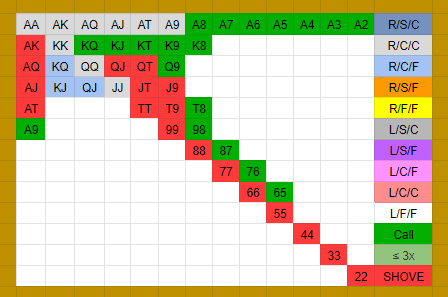 AA AK AQ AJ AT A9 A8 A7 A6 A5 A4 A3 A2 R/S/C
AK KK KQ KJ KT K9 K8 R/C/C
AQ KQ QQ QJ QT Q9 R/C/F
AJ KJ QJ JJ JT J9 R/S/F
AT TT T9 T8 R/F/F
A9 99 98 L/S/C
88 87 L/S/F
77 76 L/C/F
66 65 L/C/C
55 L/F/F
44 Call
33 ≤ 3x
22 SHOVE